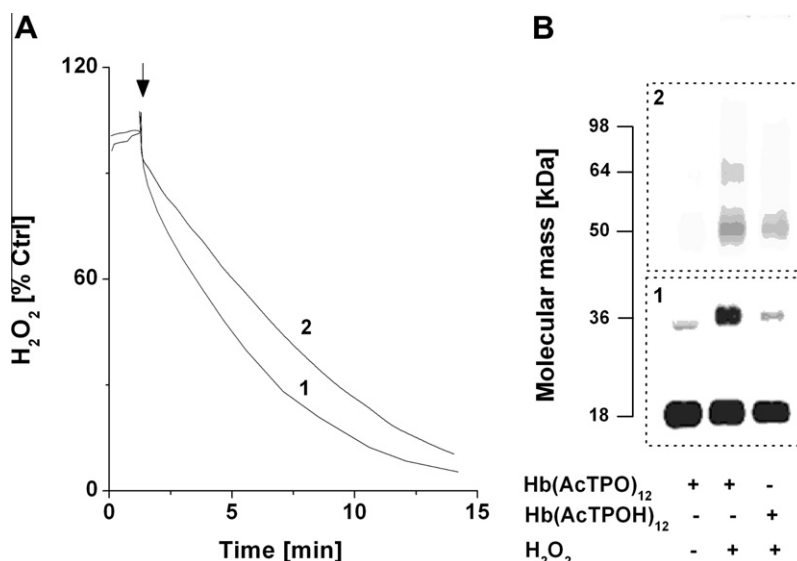 A
H₂O₂ [% Ctrl]
120
60
0
0
5
10
15
Time [min]
2
1
B
Molecular mass [kDa]
98
64
50
36
18
2
1
Hb(AcTPO)₁₂ + + -
Hb(AcTPOH)₁₂ - - +
H₂O₂ - + +